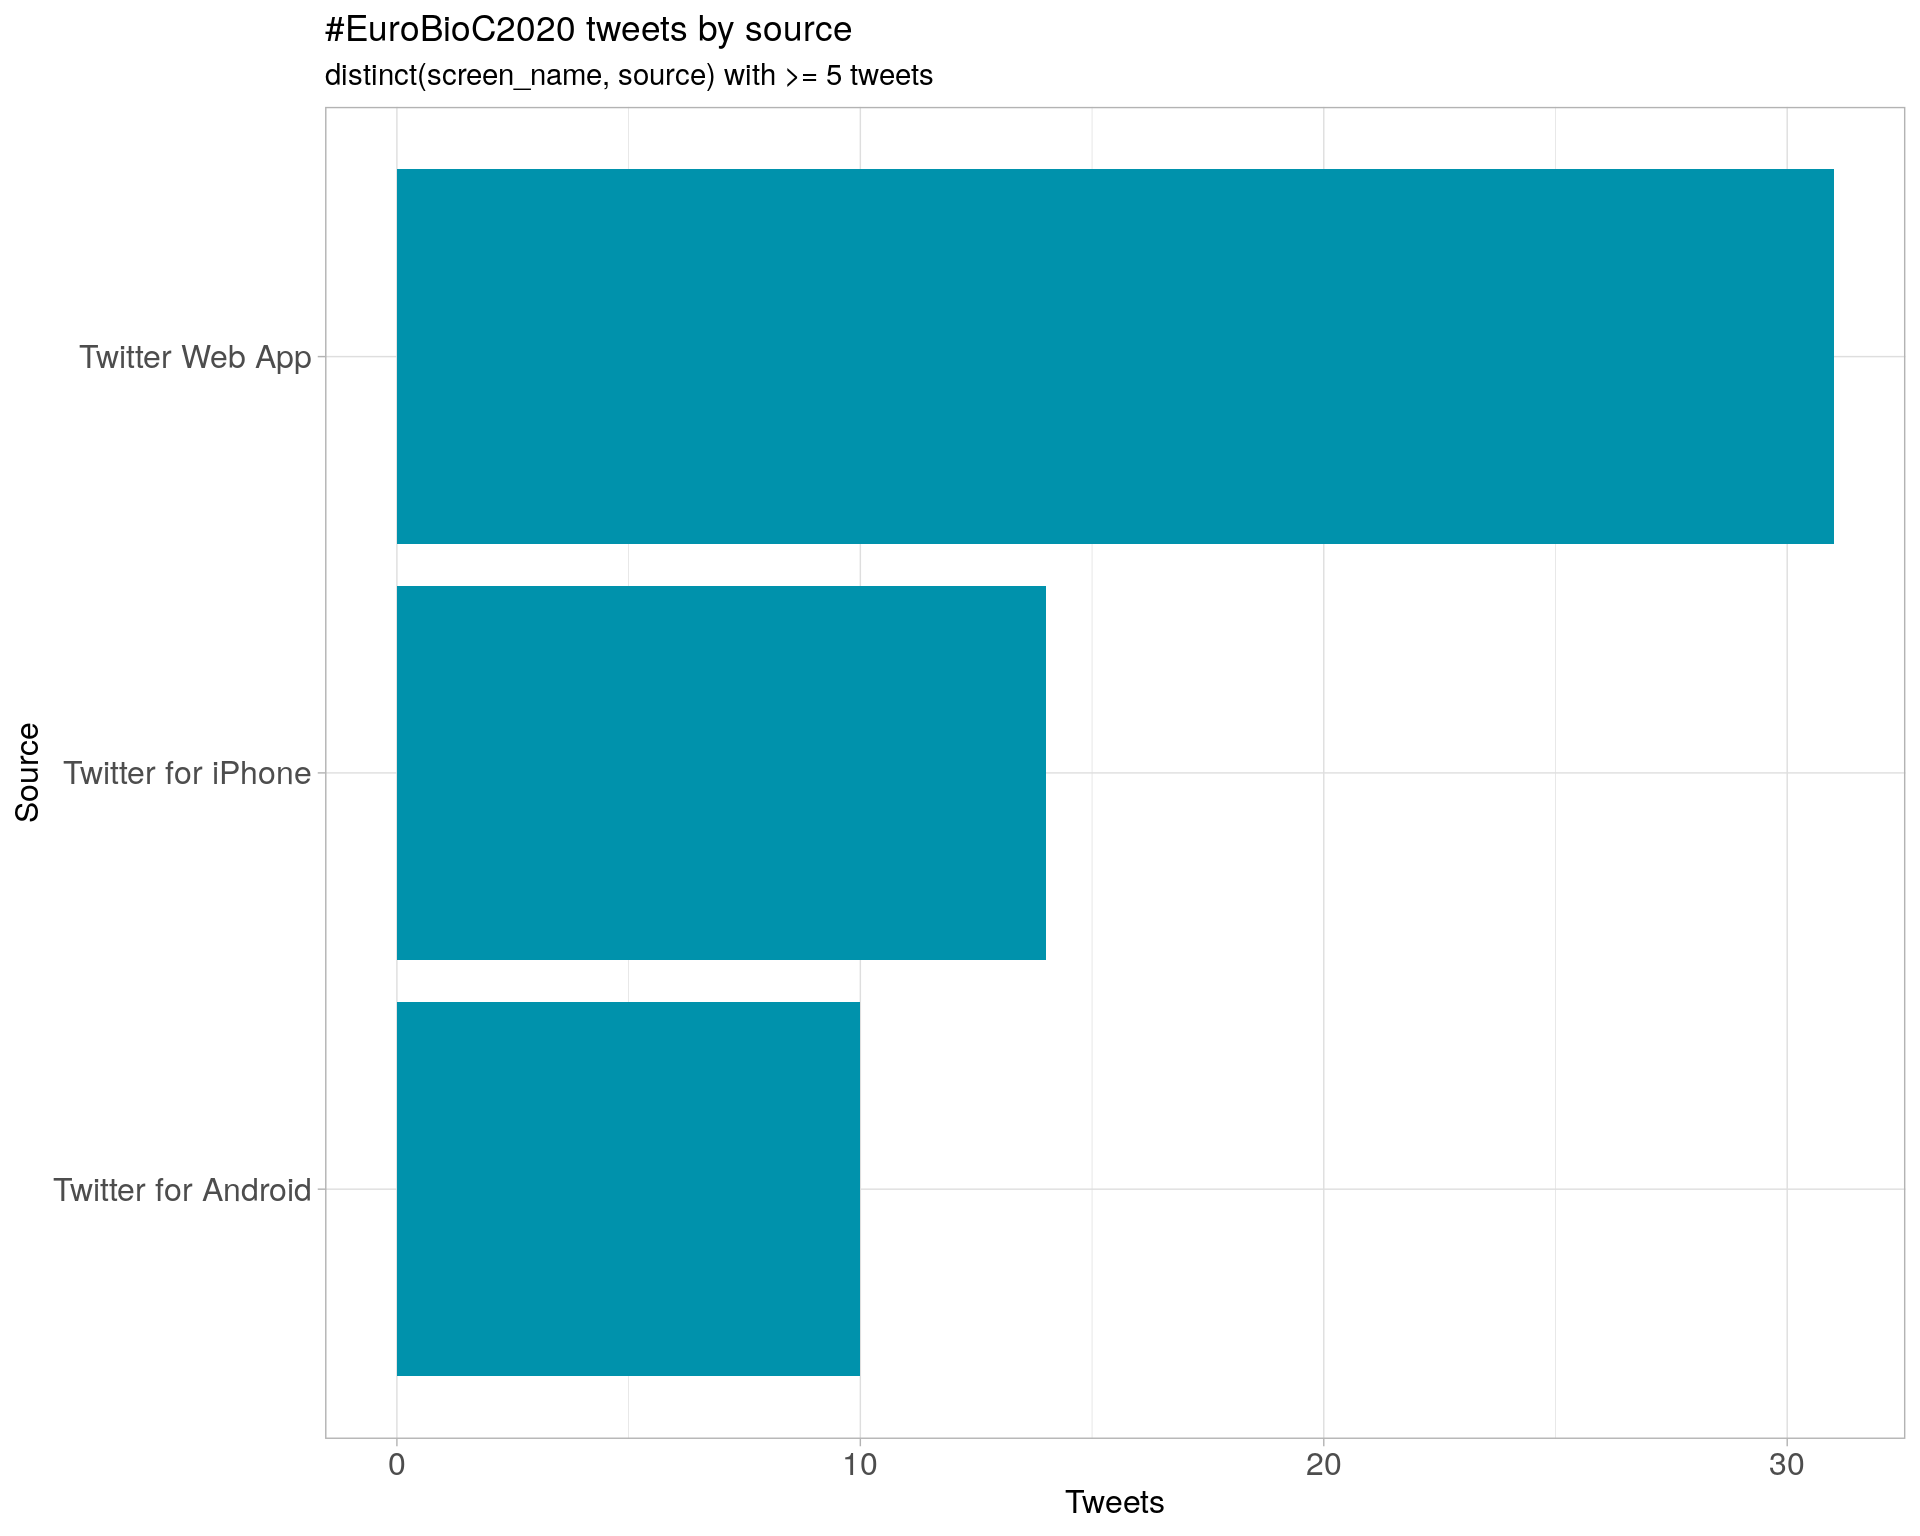 #EuroBioC2020 tweets by source
distinct(screen_name, source) with >= 5 tweets
Source
Twitter Web App
Twitter for iPhone
Twitter for Android
0 10 20 30
Tweets